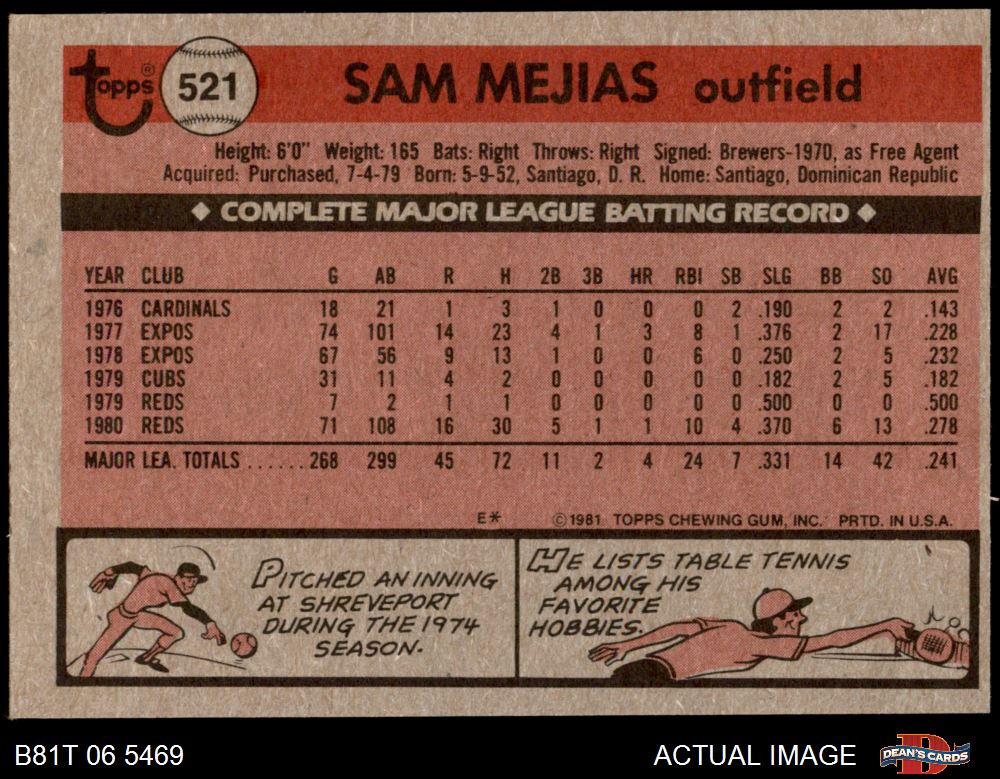 Topps® 521 SAM MEJIAS outfield
Height: 6'0" Weight: 165 Bats: Right Throws: Right Signed: Brewers-1970, as Free Agent
Acquired: Purchased, 7-4-79 Born: 5-9-52, Santiago, D. R. Home: Santiago, Dominican Republic
◆ COMPLETE MAJOR LEAGUE BATTING RECORD ◆
YEAR CLUB G AB R H 2B 3B HR RBI SB SLG BB SO AVG
1976 CARDINALS 18 21 1 3 1 0 0 0 2 .190 2 2 .143
1977 EXPOS 74 101 14 23 4 1 3 8 1 .376 2 17 .228
1978 EXPOS 67 56 9 13 1 0 0 6 0 .250 2 5 .232
1979 CUBS 31 11 4 2 0 0 0 0 0 .182 2 5 .182
1979 REDS 7 2 1 1 0 0 0 0 0 .500 0 0 .500
1980 REDS 71 108 16 30 5 1 1 10 4 .370 6 13 .278
MAJOR LEA. TOTALS ...... 268 299 45 72 11 2 4 24 7 .331 14 42 .241
E* ©1981 TOPPS CHEWING GUM, INC. PRTD. IN U.S.A.
PITCHED AN INNING
AT SHREVEPORT
DURING THE 1974
SEASON.
HE LISTS TABLE TENNIS
AMONG HIS
FAVORITE
HOBBIES.
B81T 06 5469 ACTUAL IMAGE DEAN'S CARDS